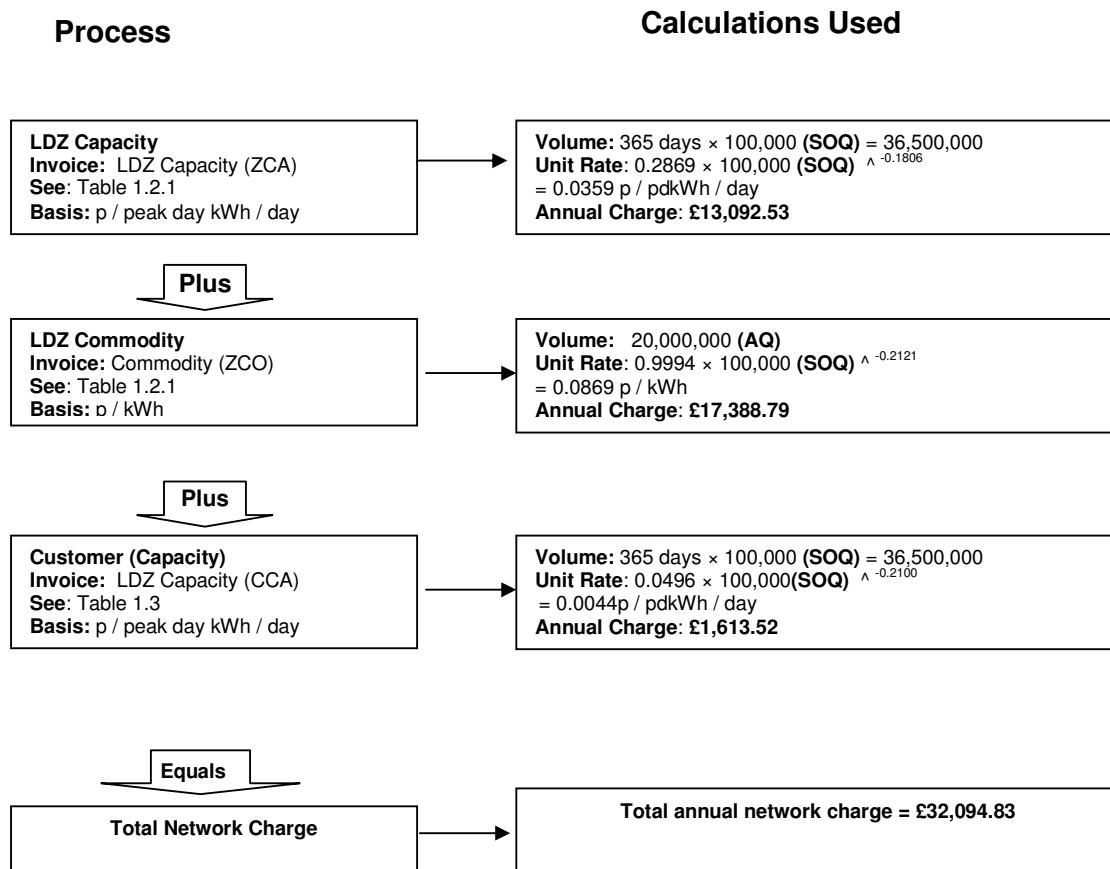 Process
Calculations Used
LDZ Capacity
Invoice: LDZ Capacity (ZCA)
See: Table 1.2.1
Basis: p / peak day kWh / day
Volume: 365 days × 100,000 (SOQ) = 36,500,000
Unit Rate: 0.2869 × 100,000 (SOQ) ^ -0.1806
= 0.0359 p / pdkWh / day
Annual Charge: £13,092.53
Plus
LDZ Commodity
Invoice: Commodity (ZCO)
See: Table 1.2.1
Basis: p / kWh
Volume: 20,000,000 (AQ)
Unit Rate: 0.9994 × 100,000 (SOQ) ^ -0.2121
= 0.0869 p / kWh
Annual Charge: £17,388.79
Plus
Customer (Capacity)
Invoice: LDZ Capacity (CCA)
See: Table 1.3
Basis: p / peak day kWh / day
Volume: 365 days × 100,000 (SOQ) = 36,500,000
Unit Rate: 0.0496 × 100,000(SOQ) ^ -0.2100
= 0.0044p / pdkWh / day
Annual Charge: £1,613.52
Equals
Total Network Charge
Total annual network charge = £32,094.83